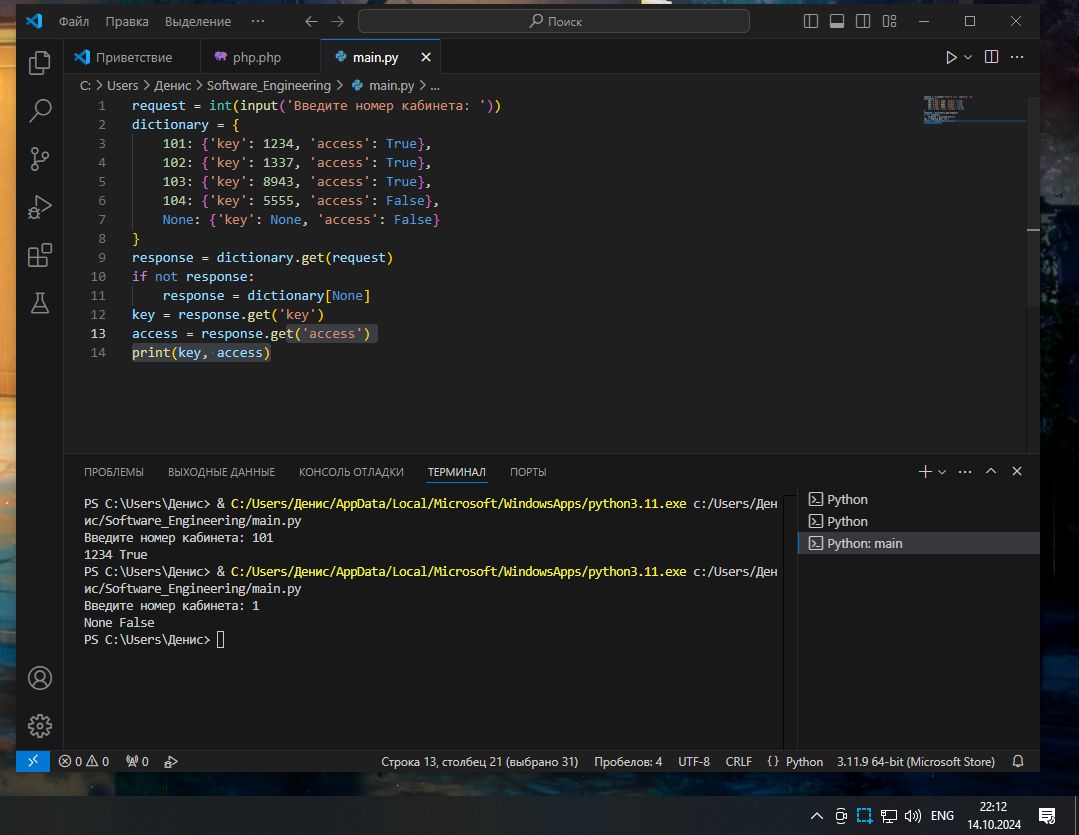 Файл Правка Выделение ··· Поиск
Приветствие php.php main.py
C: > Users > Денис > Software_Engineering > main.py > ...
1 request = int(input('Введите номер кабинета: '))
2 dictionary = {
3 101: {'key': 1234, 'access': True},
4 102: {'key': 1337, 'access': True},
5 103: {'key': 8943, 'access': True},
6 104: {'key': 5555, 'access': False},
7 None: {'key': None, 'access': False}
8 }
9 response = dictionary.get(request)
10 if not response:
11 response = dictionary[None]
12 key = response.get('key')
13 access = response.get('access')
14 print(key, access)
ПРОБЛЕМЫ ВЫХОДНЫЕ ДАННЫЕ КОНСОЛЬ ОТЛАДКИ ТЕРМИНАЛ ПОРТЫ
PS C:\Users\Денис> & C:/Users/Денис/AppData/Local/Microsoft/WindowsApps/python3.11.exe c:/Users/Ден
ис/Software_Engineering/main.py
Введите номер кабинета: 101
1234 True
PS C:\Users\Денис> & C:/Users/Денис/AppData/Local/Microsoft/WindowsApps/python3.11.exe c:/Users/Ден
ис/Software_Engineering/main.py
Введите номер кабинета: 1
None False
PS C:\Users\Денис>
Python
Python
Python: main
0 0 0 Строка 13, столбец 21 (выбрано 31) Пробелов: 4 UTF-8 CRLF {} Python 3.11.9 64-bit (Microsoft Store)
ENG 22:12
14.10.2024